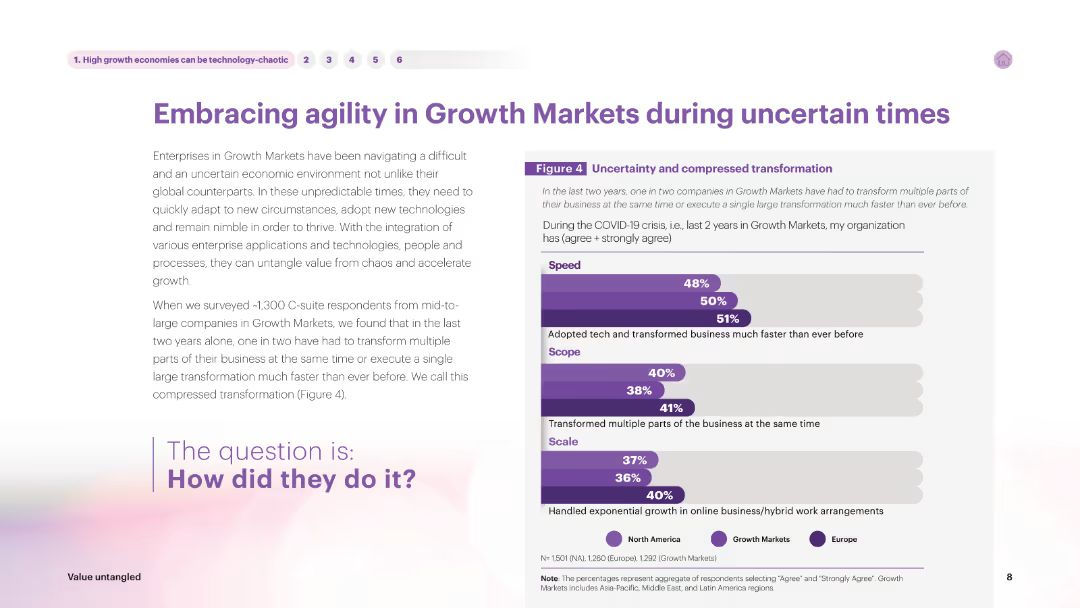 1. High growth economies can be technology-chaotic 2 3 4 5 6
Embracing agility in Growth Markets during uncertain times
Enterprises in Growth Markets have been navigating a difficult
and an uncertain economic environment not unlike their
global counterparts. In these unpredictable times, they need to
quickly adapt to new circumstances, adopt new technologies
and remain nimble in order to thrive. With the integration of
various enterprise applications and technologies, people and
processes, they can untangle value from chaos and accelerate
growth.
When we surveyed ~1,300 C-suite respondents from mid-to-
large companies in Growth Markets, we found that in the last
two years alone, one in two have had to transform multiple
parts of their business at the same time or execute a single
large transformation much faster than ever before. We call this
compressed transformation (Figure 4).
The question is:
How did they do it?
Figure 4 Uncertainty and compressed transformation
In the last two years, one in two companies in Growth Markets have had to transform multiple parts of
their business at the same time or execute a single large transformation much faster than ever before.
During the COVID-19 crisis, i.e., last 2 years in Growth Markets, my organization
has (agree + strongly agree)
Speed
48%
50%
51%
Adopted tech and transformed business much faster than ever before
Scope
40%
38%
41%
Transformed multiple parts of the business at the same time
Scale
37%
36%
40%
Handled exponential growth in online business/hybrid work arrangements
North America Growth Markets Europe
N= 1,501 (NA), 1,260 (Europe), 1,292 (Growth Markets)
Note: The percentages represent aggregate of respondents selecting "Agree" and "Strongly Agree". Growth
Markets includes Asia-Pacific, Middle East, and Latin America regions.
Value untangled
8